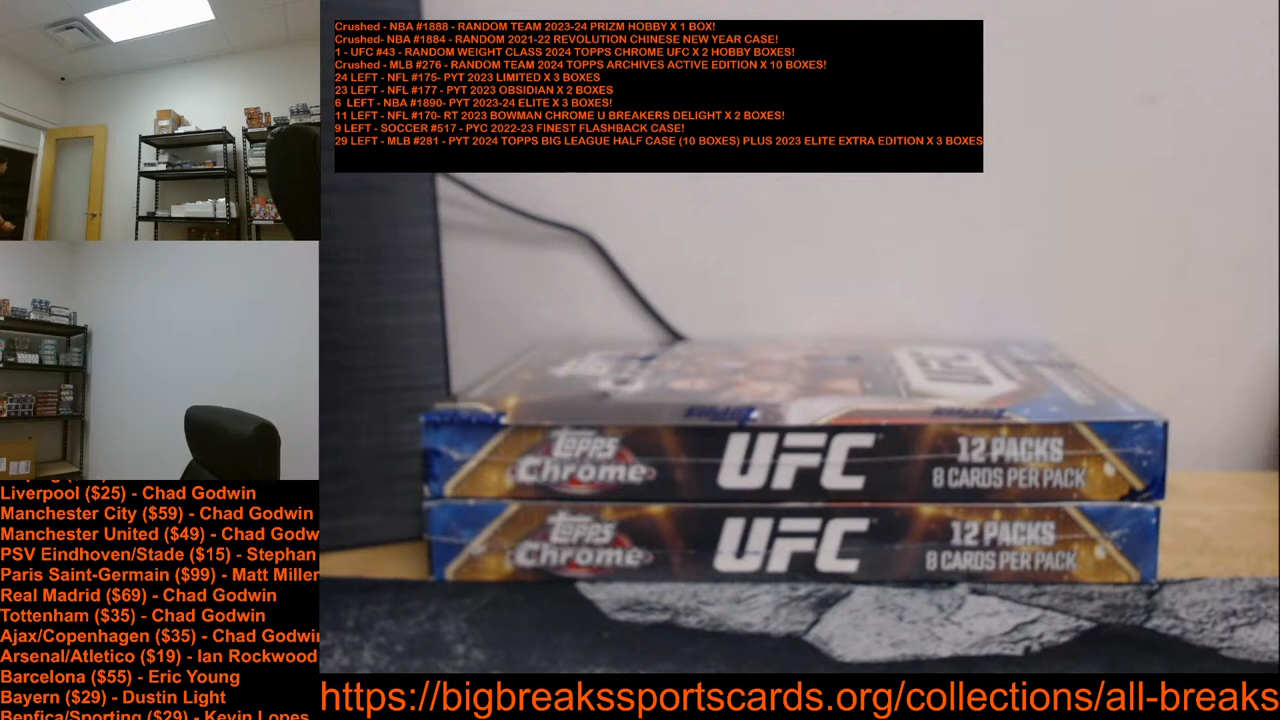 Crushed - NBA #1888 - RANDOM TEAM 2023-24 PRIZM HOBBY X 1 BOX!
Crushed- NBA #1884 - RANDOM 2021-22 REVOLUTION CHINESE NEW YEAR CASE!
1 - UFC #43 - RANDOM WEIGHT CLASS 2024 TOPPS CHROME UFC X 2 HOBBY BOXES!
Crushed - MLB #276 - RANDOM TEAM 2024 TOPPS ARCHIVES ACTIVE EDITION X 10 BOXES!
24 LEFT - NFL #175- PYT 2023 LIMITED X 3 BOXES
23 LEFT - NFL #177 - PYT 2023 OBSIDIAN X 2 BOXES
6 LEFT - NBA #1890- PYT 2023-24 ELITE X 3 BOXES!
11 LEFT - NFL #170- RT 2023 BOWMAN CHROME U BREAKERS DELIGHT X 2 BOXES!
9 LEFT - SOCCER #517 - PYC 2022-23 FINEST FLASHBACK CASE!
29 LEFT - MLB #281 - PYT 2024 TOPPS BIG LEAGUE HALF CASE (10 BOXES) PLUS 2023 ELITE EXTRA EDITION X 3 BOXES
Topps Chrome UFC 12 PACKS
8 CARDS PER PACK
Topps Chrome UFC 12 PACKS
8 CARDS PER PACK
Liverpool ($25) - Chad Godwin
Manchester City ($59) - Chad Godwin
Manchester United ($49) - Chad Godw
PSV Eindhoven/Stade ($15) - Stephan
Paris Saint-Germain ($99) - Matt Miller
Real Madrid ($69) - Chad Godwin
Tottenham ($35) - Chad Godwin
Ajax/Copenhagen ($35) - Chad Godwin
Arsenal/Atletico ($19) - Ian Rockwood
Barcelona ($55) - Eric Young
Bayern ($29) - Dustin Light
Benfica/Sporting ($29) - Kevin Lopes
https://bigbreakssportscards.org/collections/all-breaks